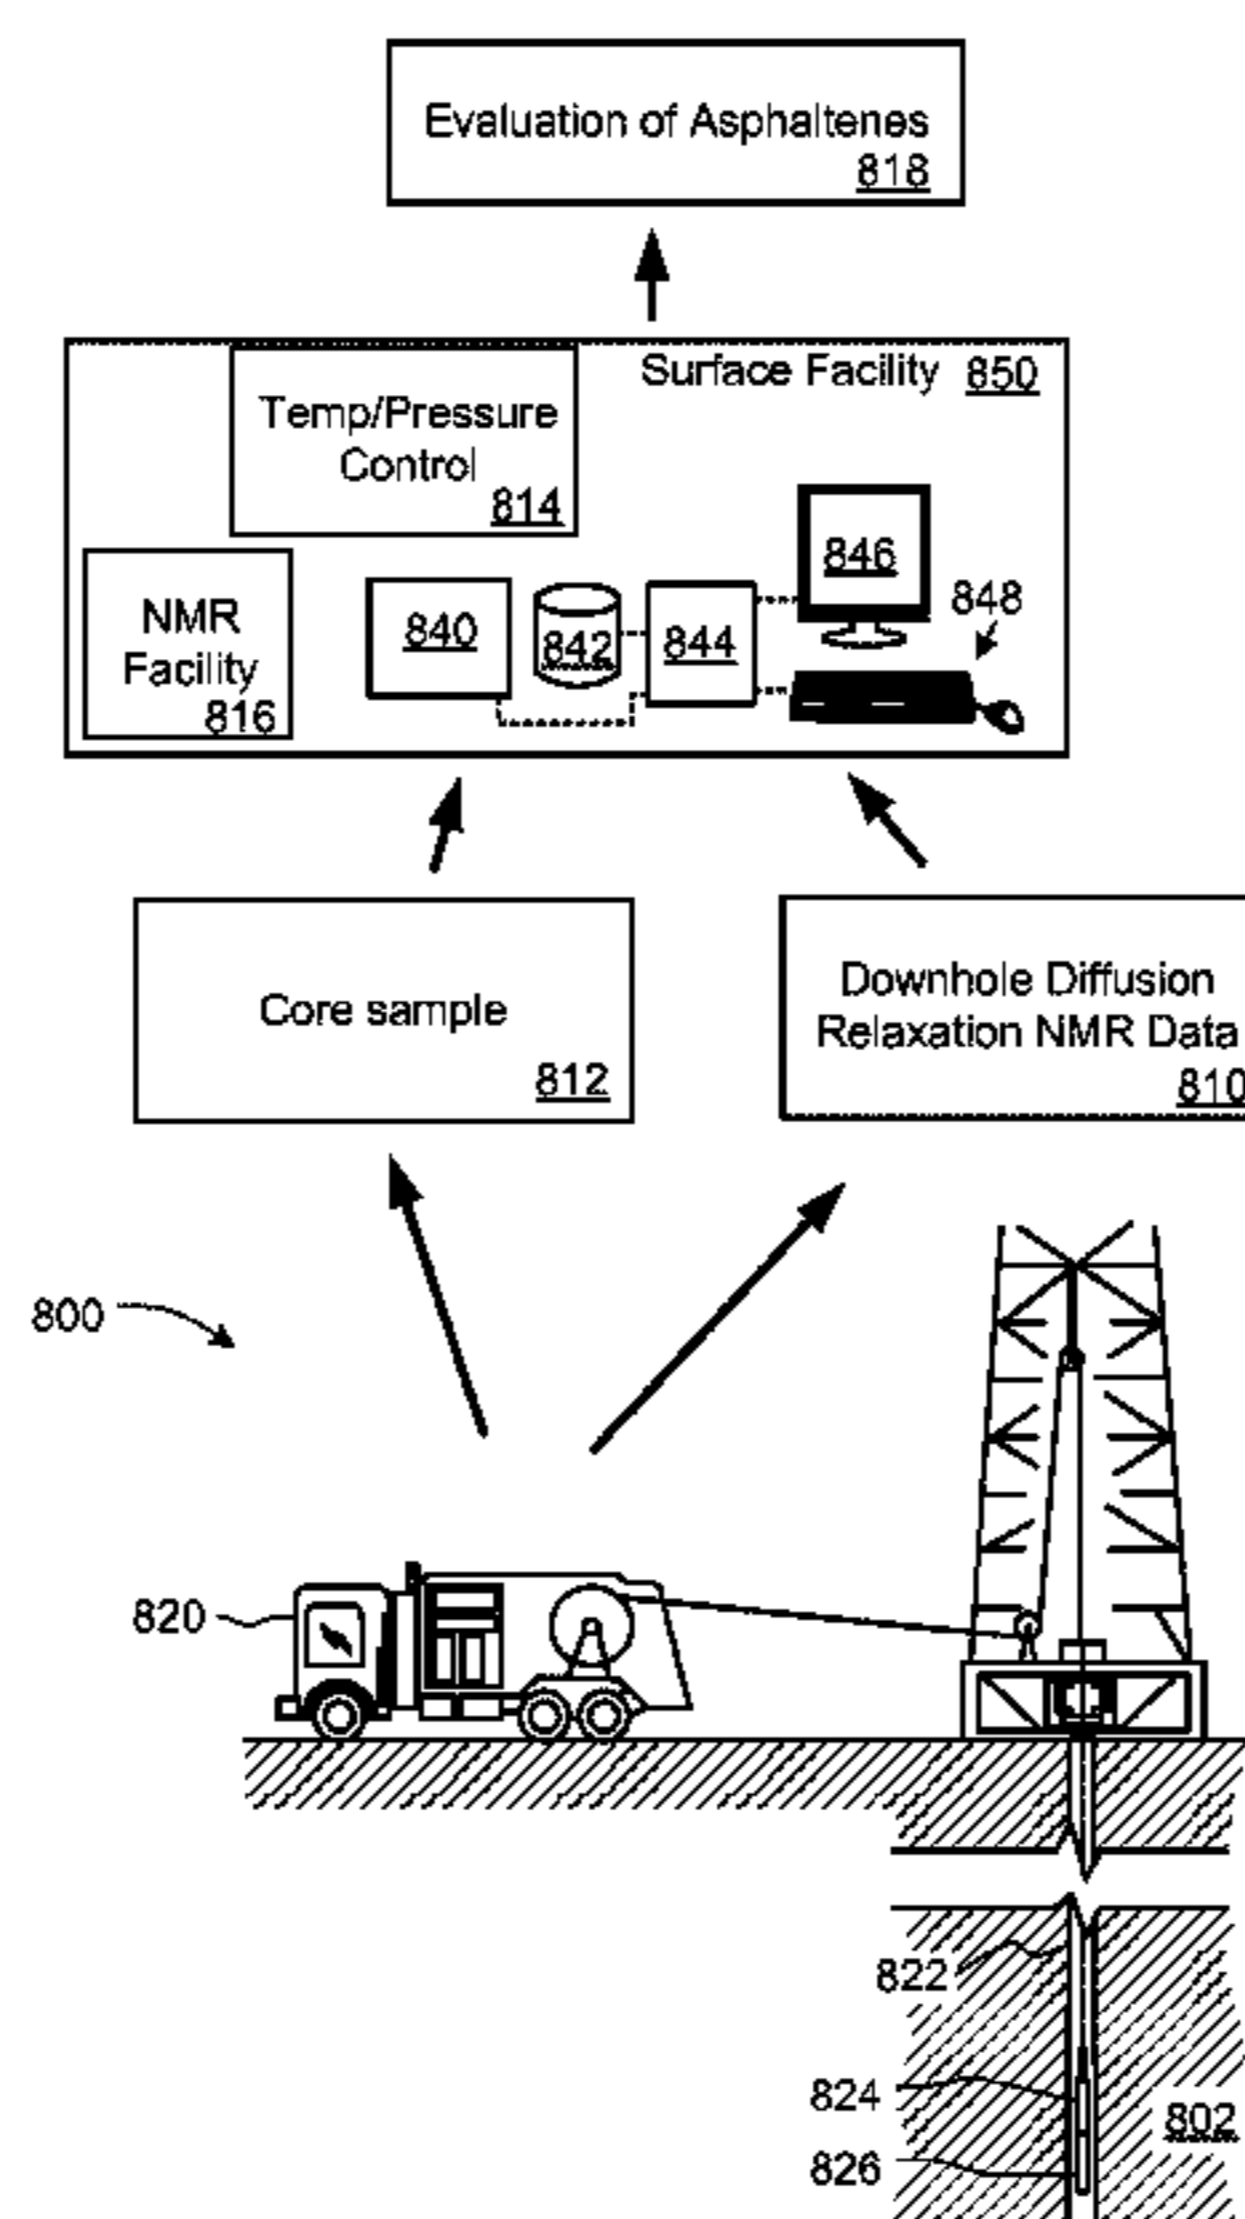 Evaluation of Asphaltenes
818
Surface Facility 850
Temp/Pressure
Control
814
846
848
NMR
Facility
816
840
842
844
Core sample
812
Downhole Diffusion
Relaxation NMR Data
810
800
820
822
824
802
826